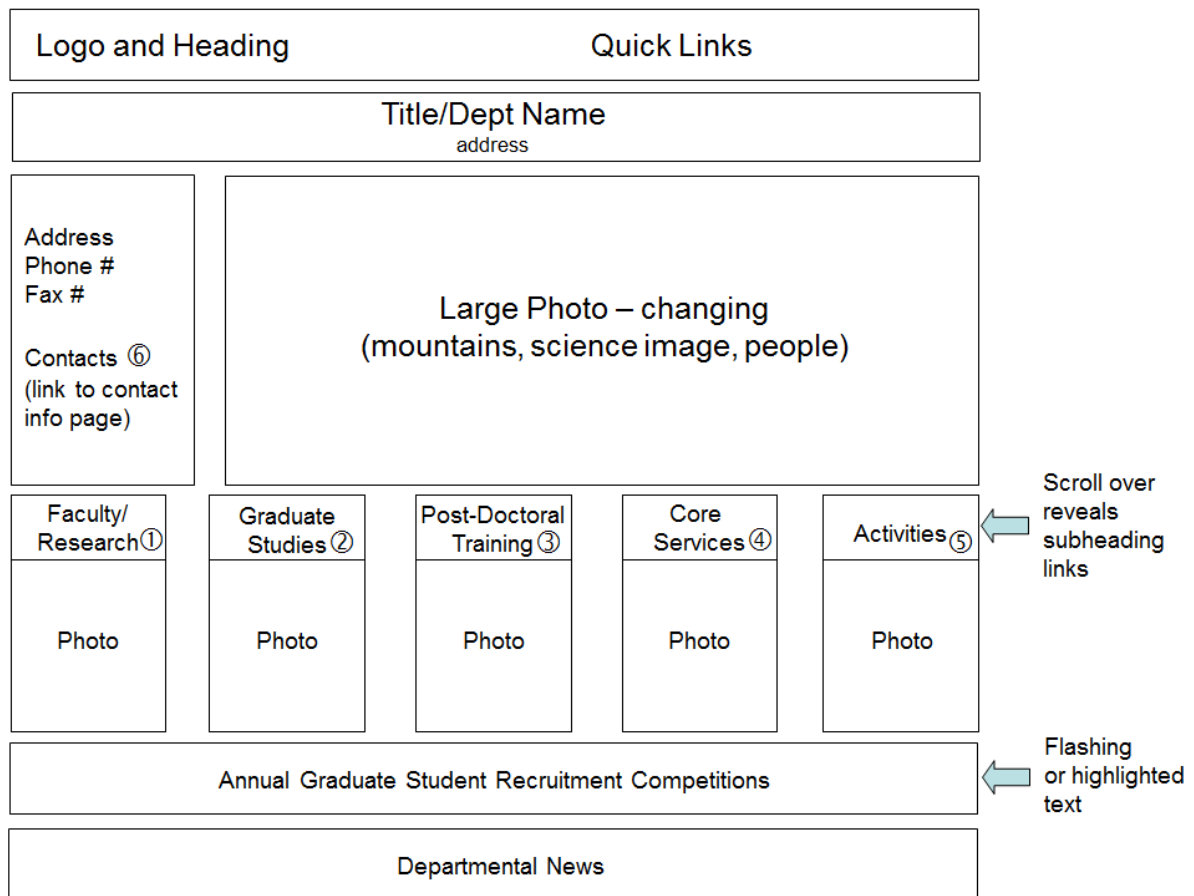 Logo and Heading
Quick Links
Title/Dept Name
address
Address
Phone #
Fax #
Contacts ⑥
(link to contact
info page)
Large Photo – changing
(mountains, science image, people)
Faculty/
Research①
Graduate
Studies②
Post-Doctoral
Training③
Core
Services④
Activities⑤
Scroll over
reveals
subheading
links
Photo
Photo
Photo
Photo
Photo
Annual Graduate Student Recruitment Competitions
Flashing
or highlighted
text
Departmental News